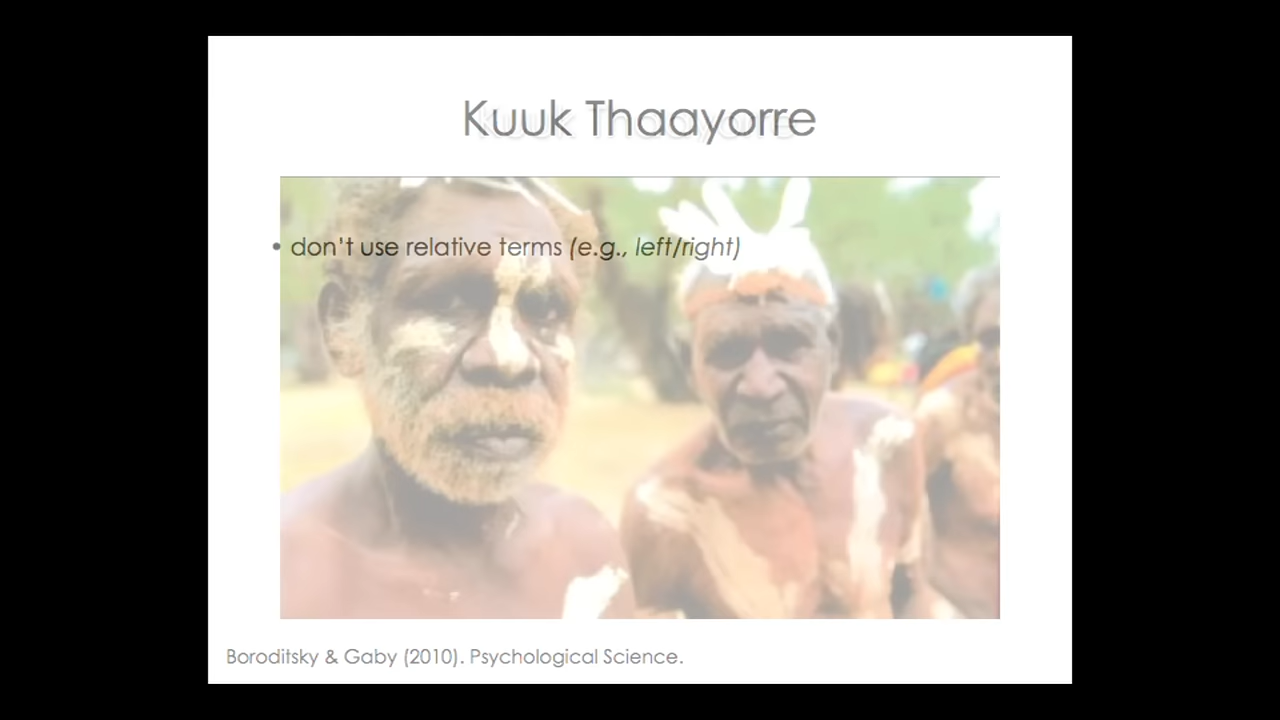 Kuuk Thaayorre
• don't use relative terms (e.g., left/right)
Boroditsky & Gaby (2010). Psychological Science.